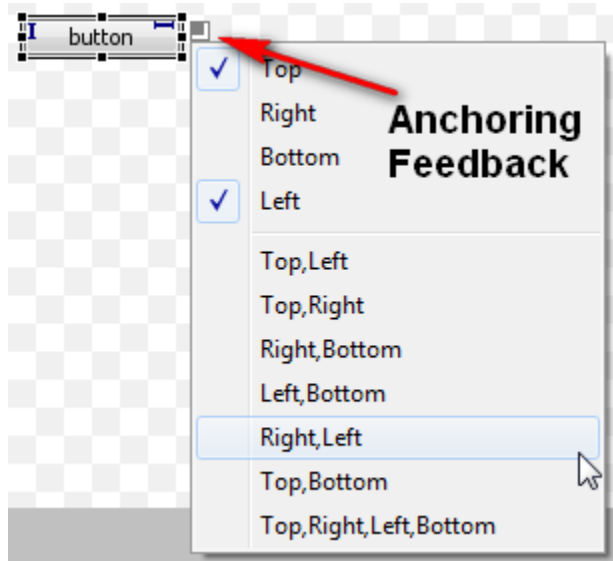 button
Top
Right
Bottom
Left
Anchoring
Feedback
Top,Left
Top,Right
Right,Bottom
Left,Bottom
Right,Left
Top,Bottom
Top,Right,Left,Bottom